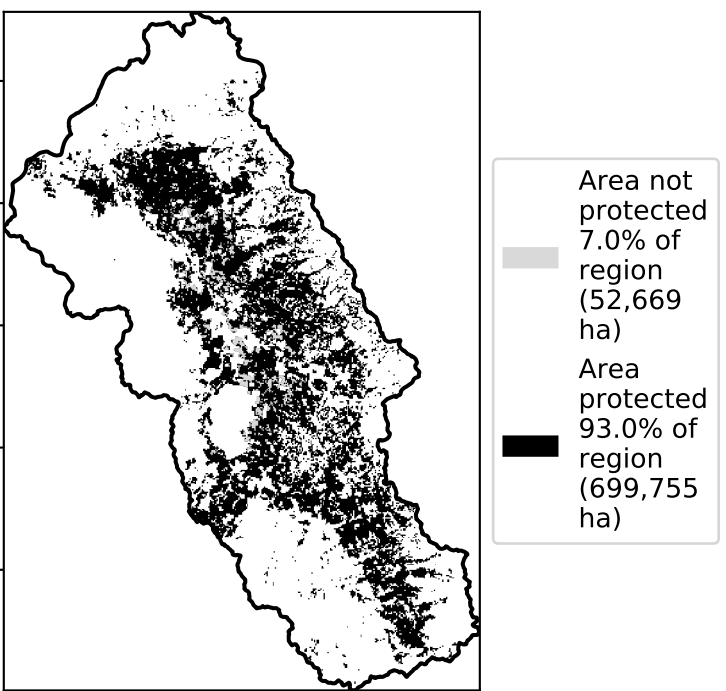 Area not
protected
7.0% of
region
(52,669
ha)
Area
protected
93.0% of
region
(699,755
ha)